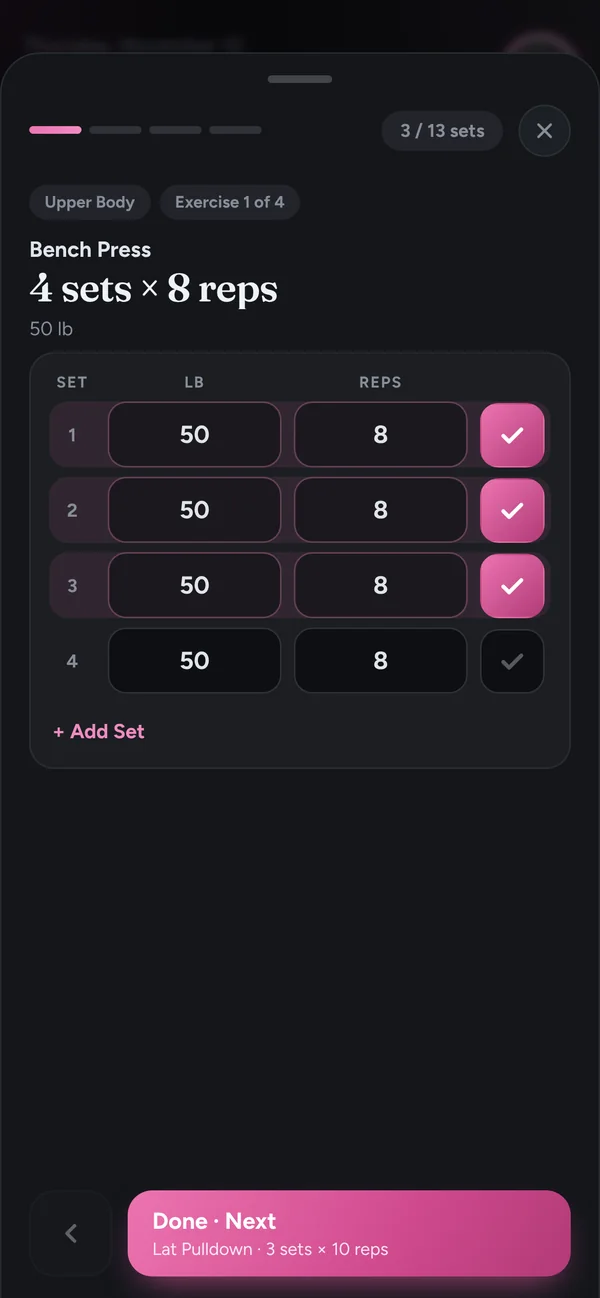 3 / 13 sets
Upper Body
Exercise 1 of 4
Bench Press
4 sets × 8 reps
50 lb
SET LB REPS
1 50 8
2 50 8
3 50 8
4 50 8
+ Add Set
Done · Next
Lat Pulldown · 3 sets × 10 reps